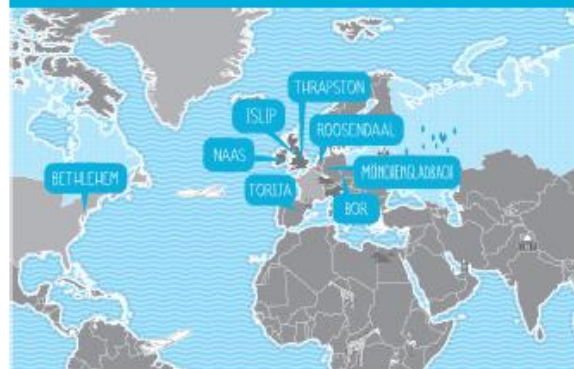 THRAPSTON
ISLIP
ROOSENDAAL
NAAS
MÖNCHENGLADBACH
BETHLEHEM
TORIJA
BOR